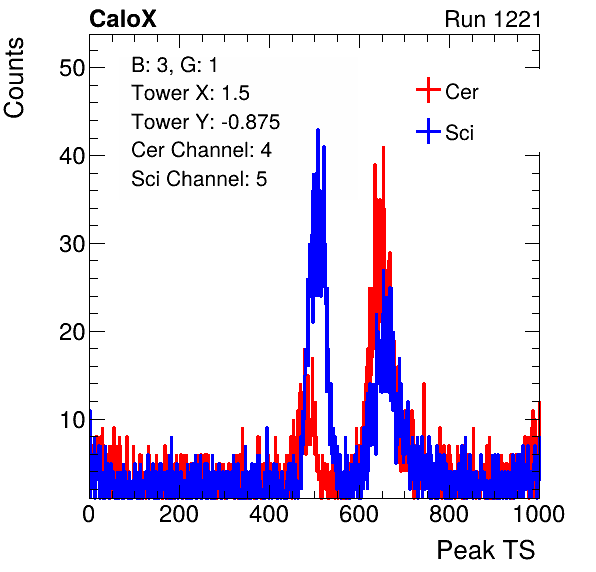 CaloX Run 1221
Counts
50
40
30
20
10
B: 3, G: 1
Tower X: 1.5
Tower Y: -0.875
Cer Channel: 4
Sci Channel: 5
Cer
Sci
0 200 400 600 800 1000
Peak TS